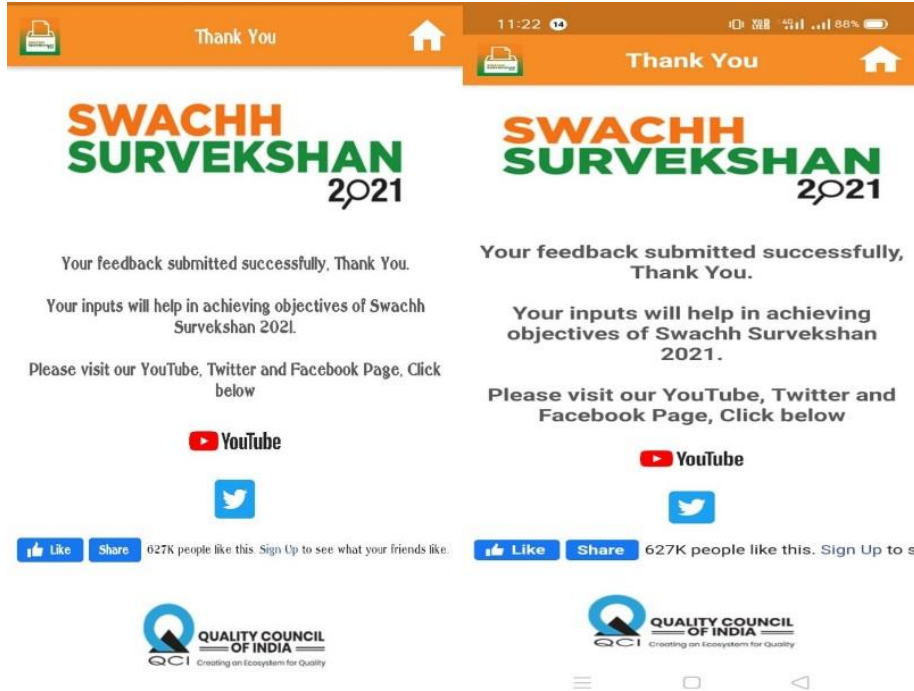 Thank You
SWACHH
SURVEKSHAN
2021
Your feedback submitted successfully, Thank You.
Your inputs will help in achieving objectives of Swachh
Survekshan 2021.
Please visit our YouTube, Twitter and Facebook Page, Click
below
YouTube
Like Share 627K people like this. Sign Up to see what your friends like.
QUALITY COUNCIL
OF INDIA
QCI Creating an Ecosystem for Quality
11:22 14 88%
Thank You
SWACHH
SURVEKSHAN
2021
Your feedback submitted successfully,
Thank You.
Your inputs will help in achieving
objectives of Swachh Survekshan
2021.
Please visit our YouTube, Twitter and
Facebook Page, Click below
YouTube
Like Share 627K people like this. Sign Up to s
QUALITY COUNCIL
OF INDIA
QCI Creating an Ecosystem for Quality